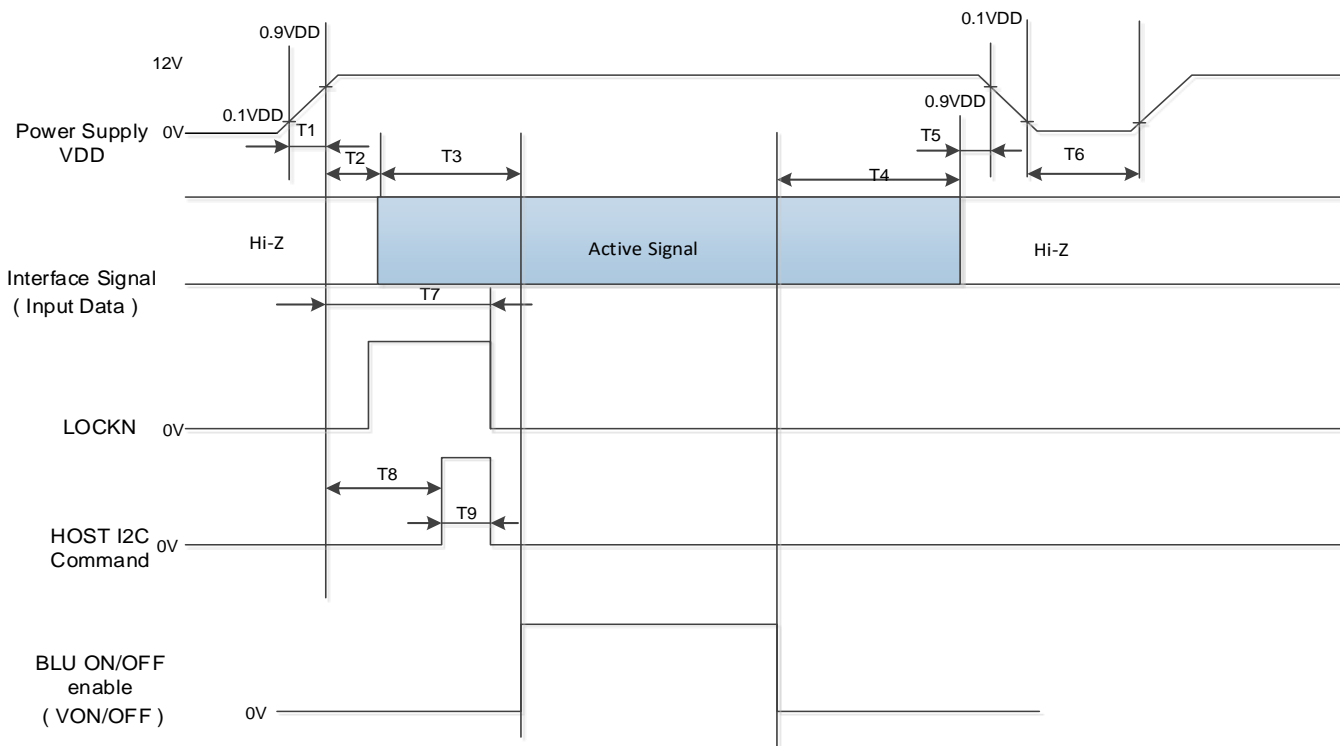 0.9VDD
0.1VDD
12V
0.1VDD
0.9VDD
Power Supply
VDD
0V
T1
T2
T3
T4
T5
T6
Hi-Z
Active Signal
Hi-Z
Interface Signal
( Input Data )
T7
LOCKN
0V
T8
T9
HOST I2C
Command
0V
BLU ON/OFF
enable
( VON/OFF )
0V